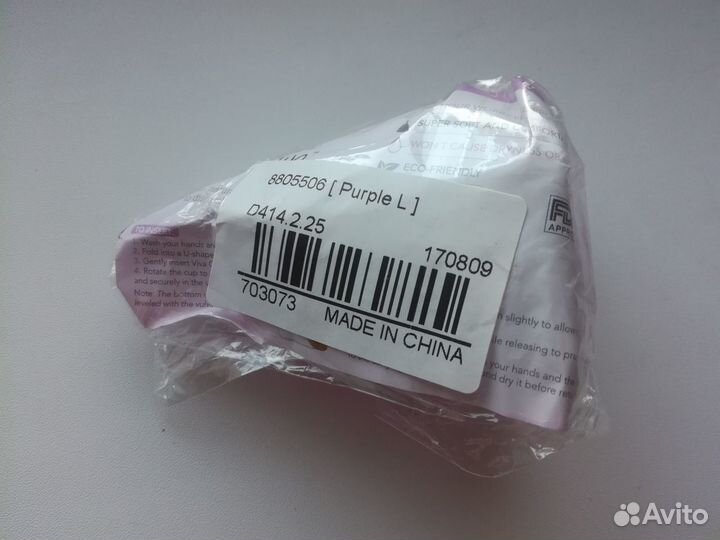 SUPER SOFT AND
WON'T CAUSE DRYNESS OR
ECO-FRIENDLY
8805506 [ Purple L ]
D414.2.25
170809
703073
MADE IN CHINA
TO INSERT
1. Wash your hands
2. Fold into a U-shape
3. Gently insert Viva
4. Rotate the cup to
and securely in the
Note: The bottom
leveled with the
slightly to allow
releasing to
your hands and the
and dry it before
Avito